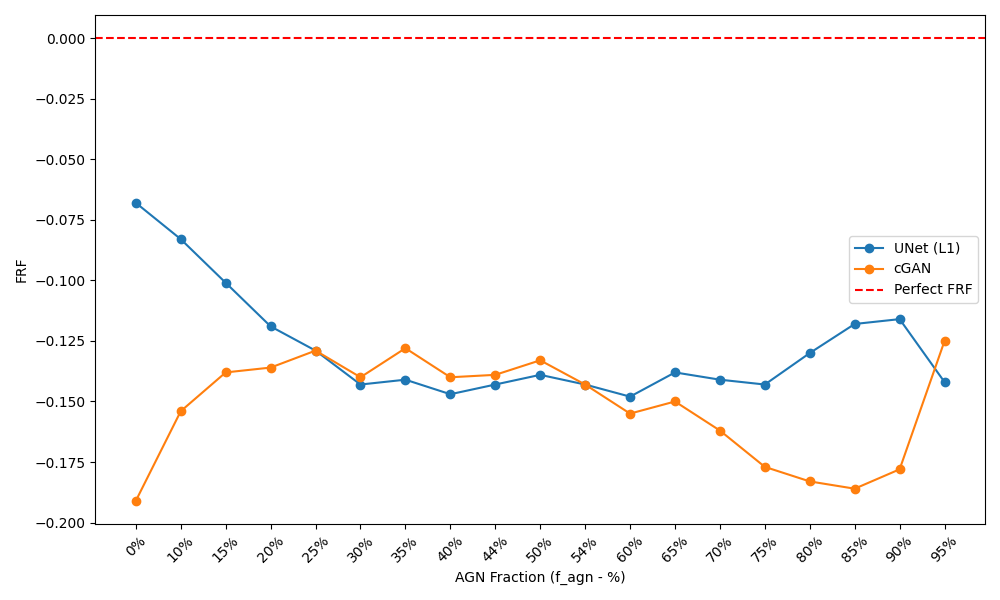 0.000
−0.025
−0.050
−0.075
−0.100
−0.125
−0.150
−0.175
−0.200
FRF
UNet (L1)
cGAN
Perfect FRF
0% 10% 15% 20% 25% 30% 35% 40% 44% 50% 54% 60% 65% 70% 75% 80% 85% 90% 95%
AGN Fraction (f_agn - %)